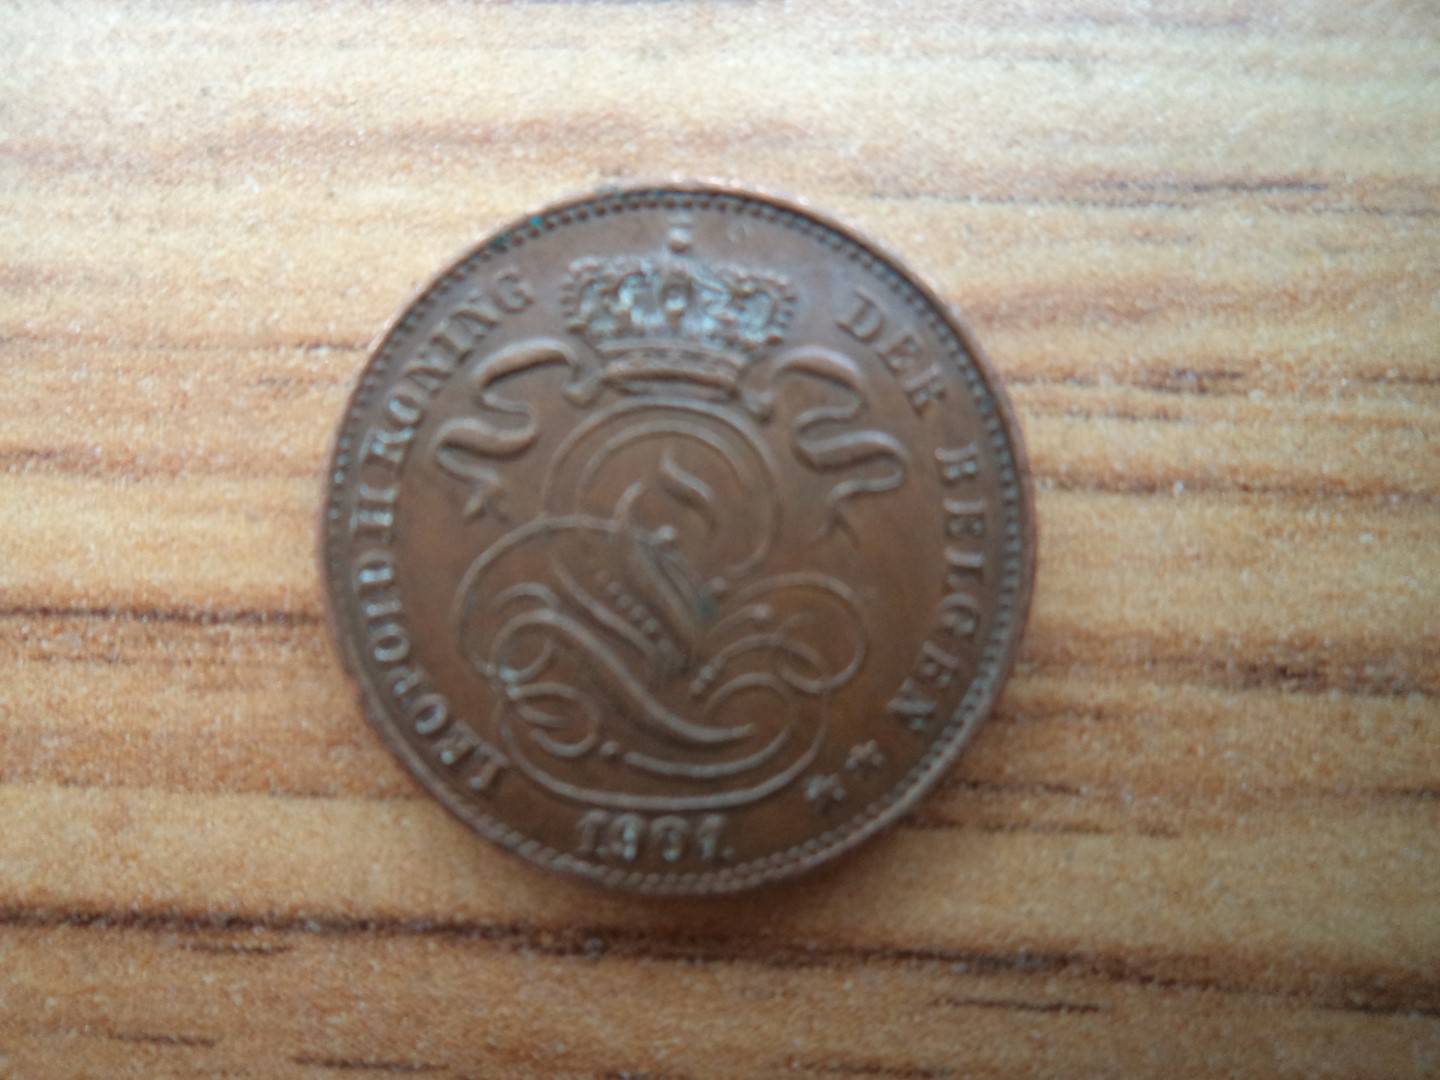 LEOPOLD II KONING DER BELGEN
1901.